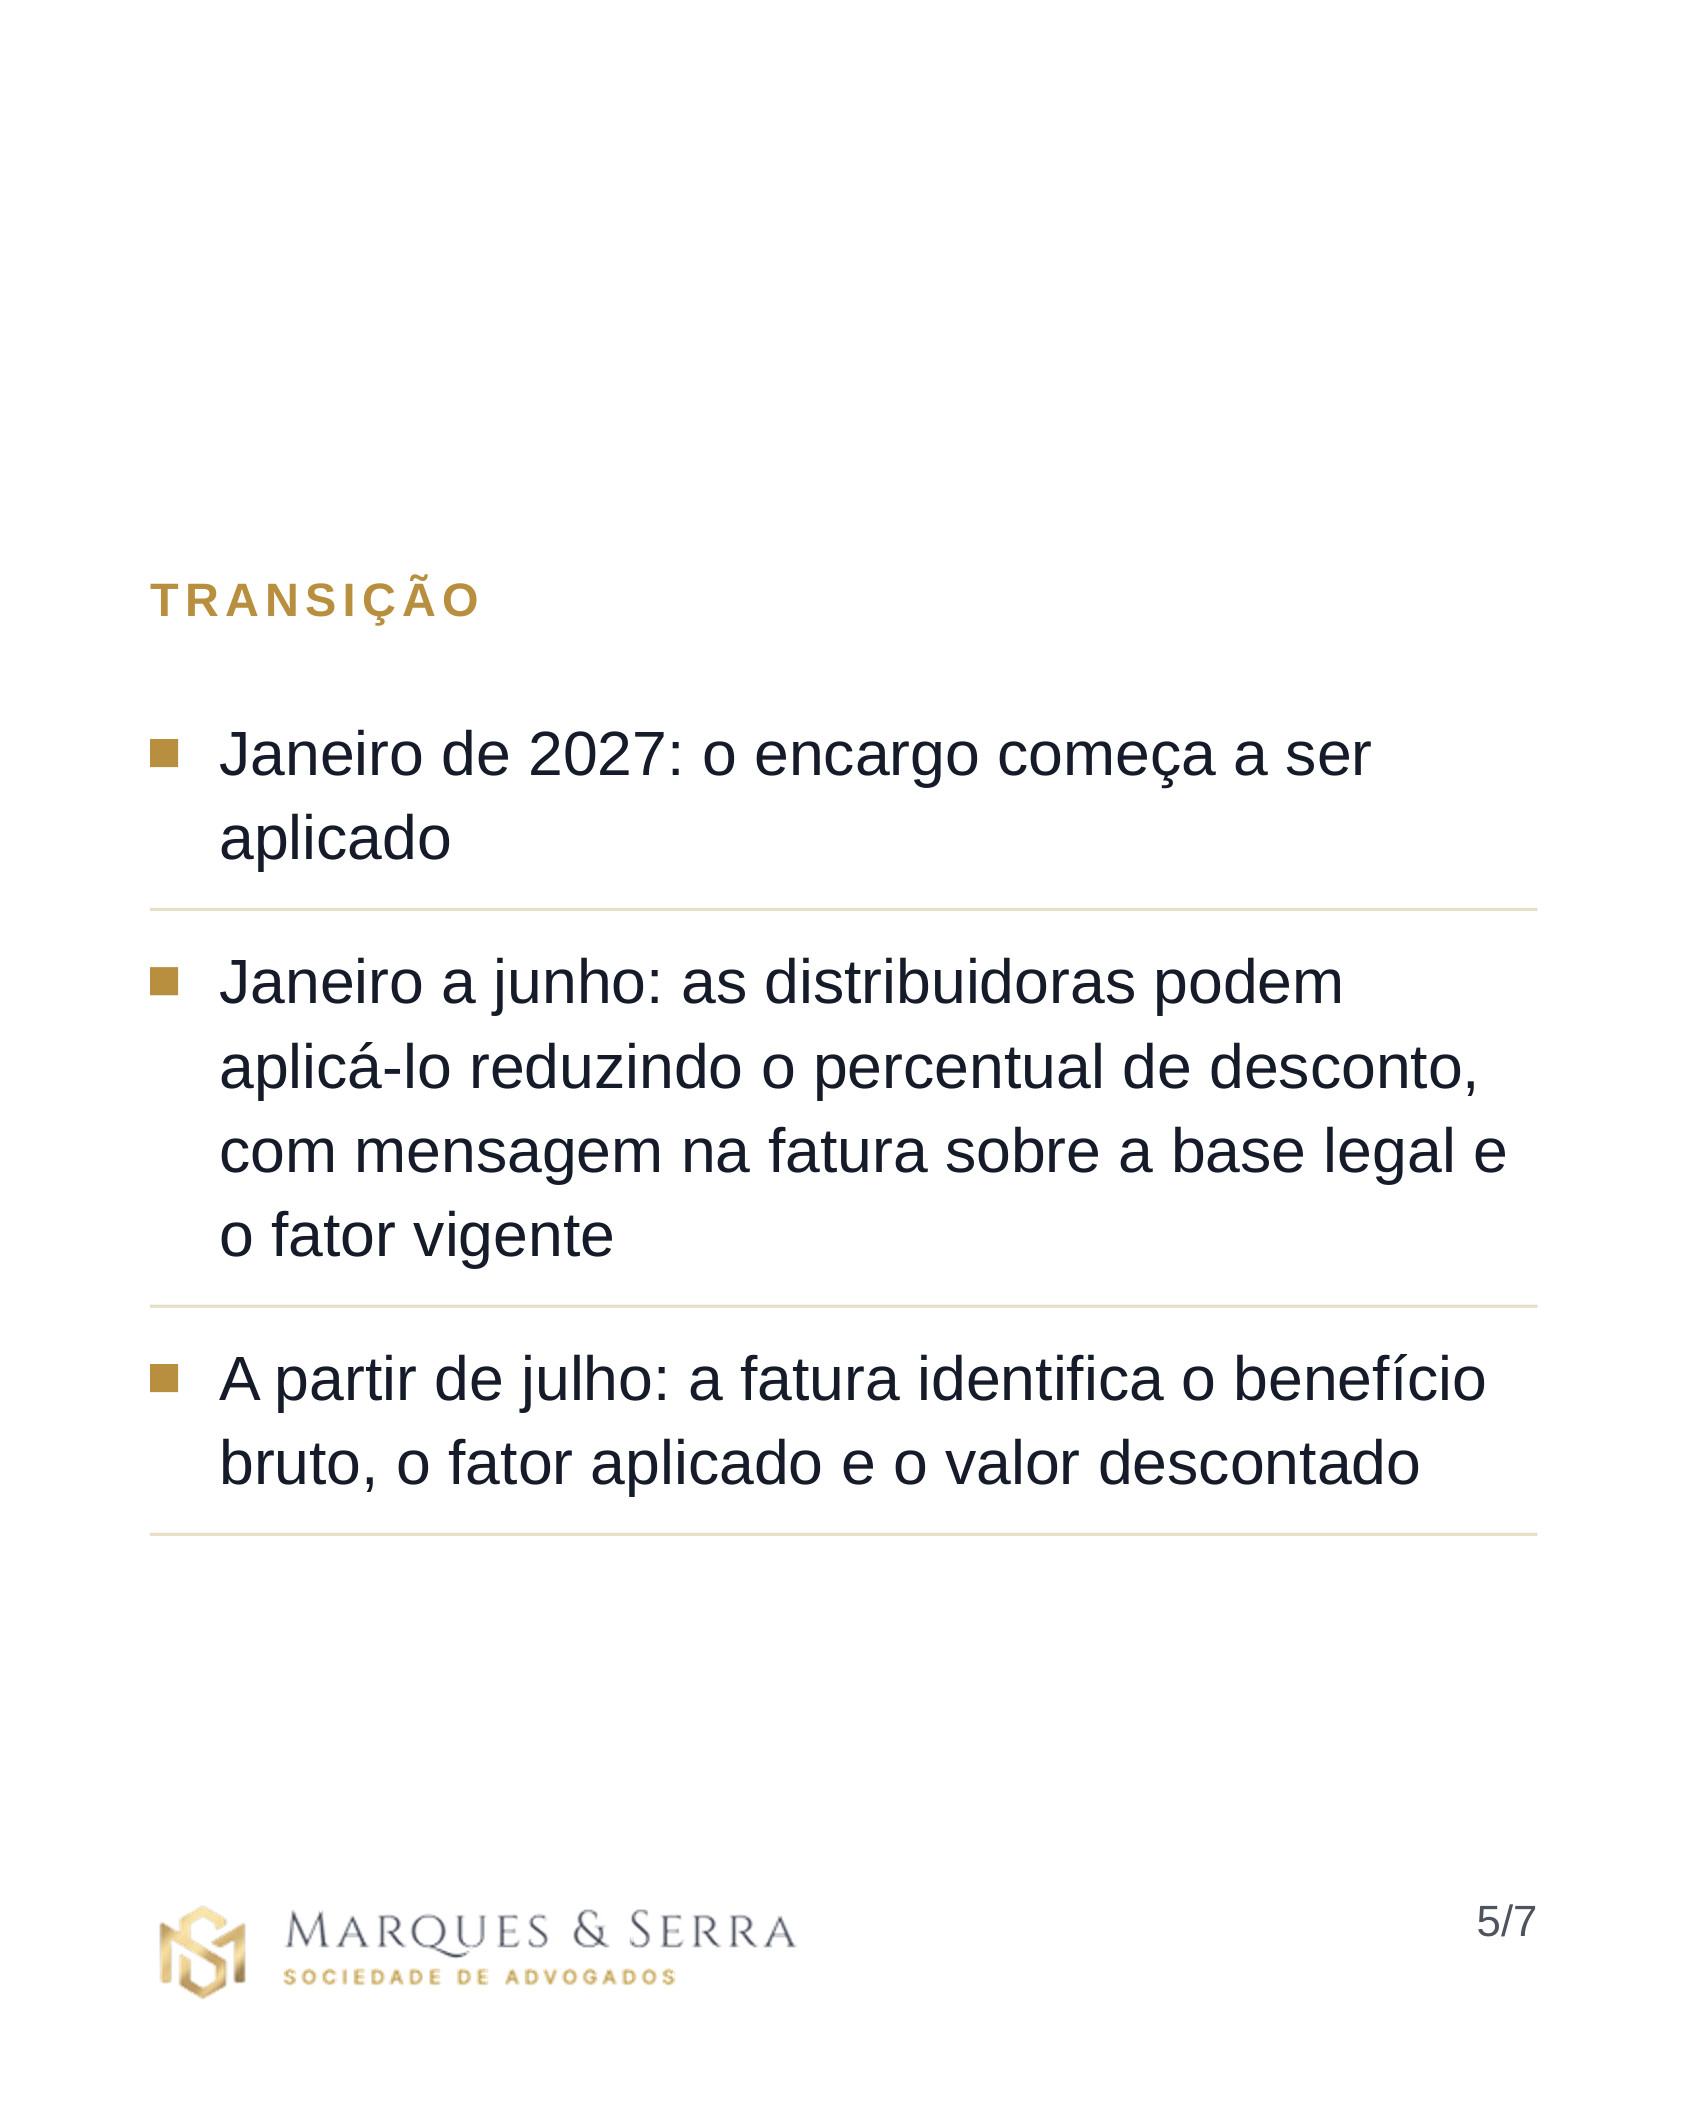 TRANSIÇÃO
Janeiro de 2027: o encargo começa a ser
aplicado
Janeiro a junho: as distribuidoras podem
aplicá-lo reduzindo o percentual de desconto,
com mensagem na fatura sobre a base legal e
o fator vigente
A partir de julho: a fatura identifica o benefício
bruto, o fator aplicado e o valor descontado
MARQUES & SERRA
SOCIEDADE DE ADVOGADOS
5/7